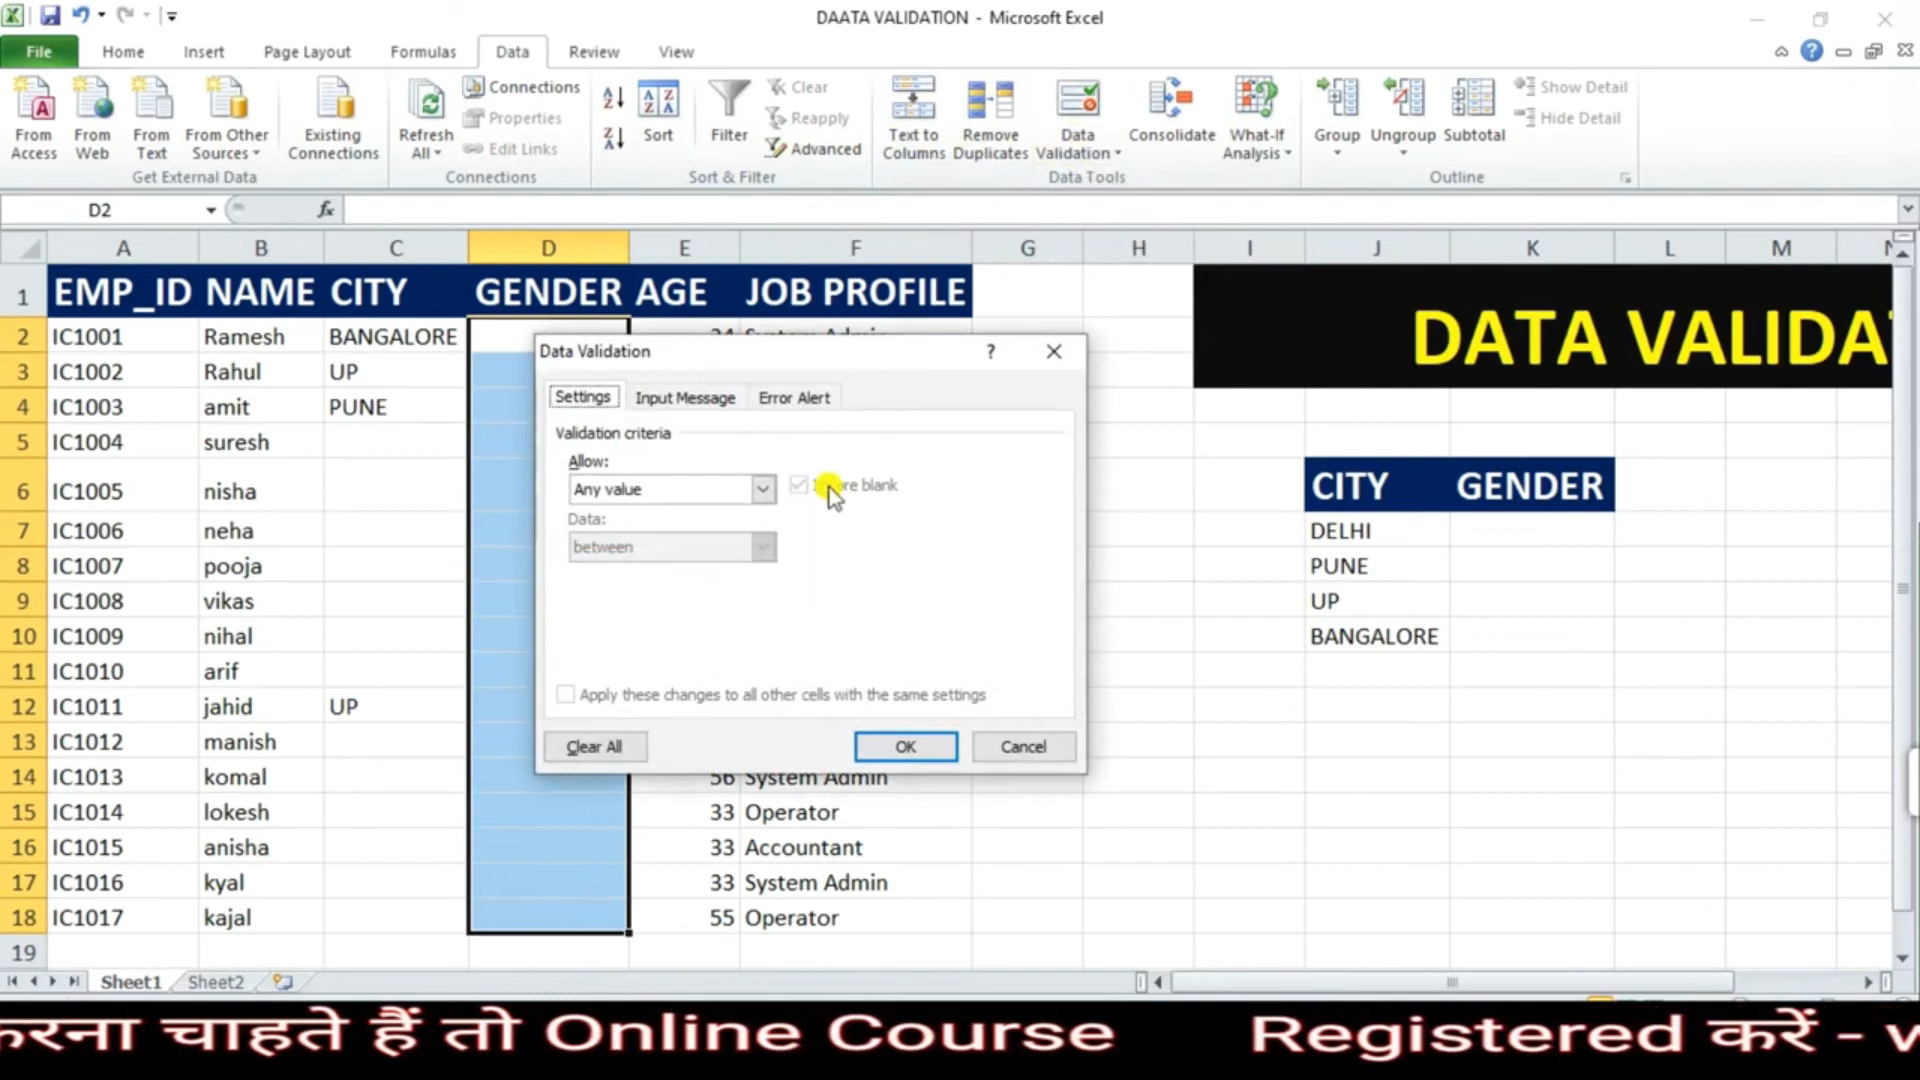 DAATA VALIDATION - Microsoft Excel
File Home Insert Page Layout Formulas Data Review View
From Access
From Web
From Text
From Other Sources
Existing Connections
Get External Data
Refresh All
Connections
Properties
Edit Links
Connections
Sort
Filter
Clear
Reapply
Advanced
Sort & Filter
Text to Columns
Remove Duplicates
Data Validation
Consolidate
What-If Analysis
Data Tools
Group
Ungroup
Subtotal
Show Detail
Hide Detail
Outline
D2 fx
A B C D E F G H I J K L M N
1 EMP_ID NAME CITY GENDER AGE JOB PROFILE
2 IC1001 Ramesh BANGALORE
3 IC1002 Rahul UP
4 IC1003 amit PUNE
5 IC1004 suresh
6 IC1005 nisha
7 IC1006 neha
8 IC1007 pooja
9 IC1008 vikas
10 IC1009 nihal
11 IC1010 arif
12 IC1011 jahid UP
13 IC1012 manish
14 IC1013 komal 56 System Admin
15 IC1014 lokesh 33 Operator
16 IC1015 anisha 33 Accountant
17 IC1016 kyal 33 System Admin
18 IC1017 kajal 55 Operator
19
DATA VALIDA
CITY GENDER
DELHI
PUNE
UP
BANGALORE
Data Validation ?
Settings Input Message Error Alert
Validation criteria
Allow:
Any value
blank
Data:
between
Apply these changes to all other cells with the same settings
Clear All OK Cancel
Sheet1 Sheet2
करना चाहते हैं तो Online Course Registered करें - v